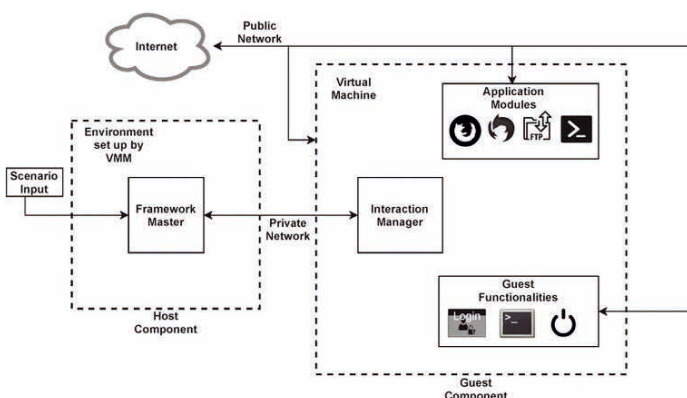 Public
Network
Internet
Virtual
Machine
Application
Modules
FTP
>_
Environment
set up by
VMM
Scenario
Input
Framework
Master
Private
Network
Interaction
Manager
Guest
Functionalities
Login
>_
Host
Component
Guest
Component